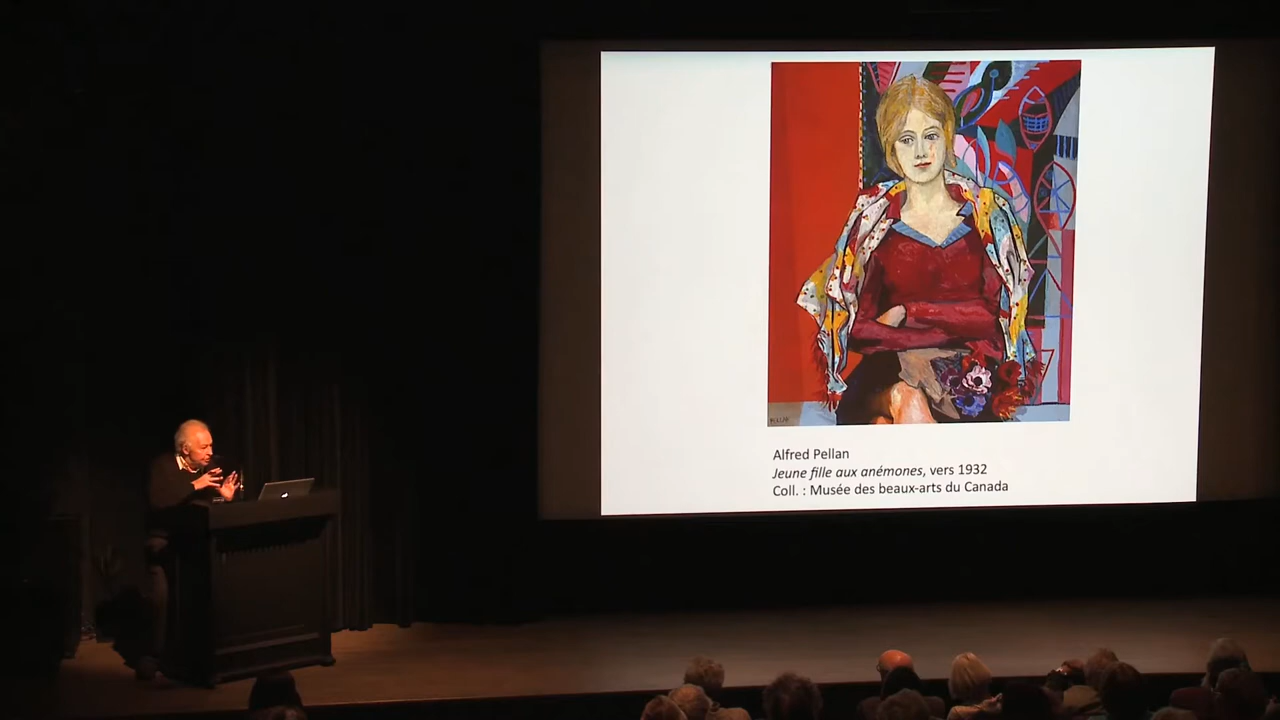 Alfred Pellan
Jeune fille aux anémones, vers 1932
Coll. : Musée des beaux-arts du Canada